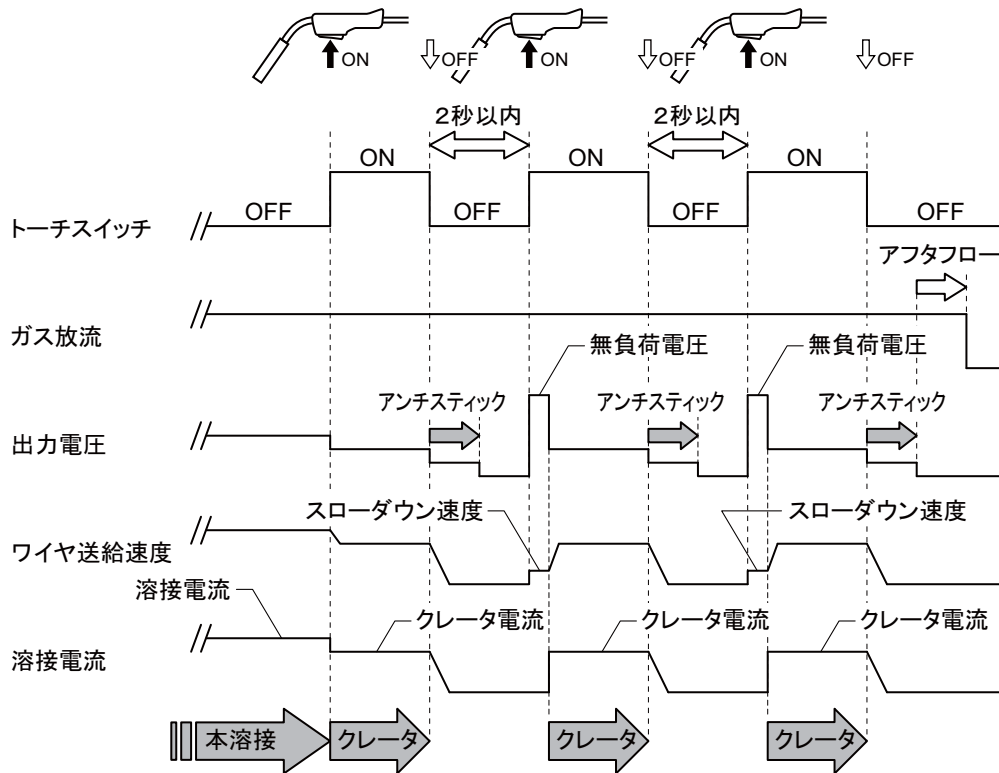 ON
OFF
ON
OFF
ON
OFF
2秒以内
2秒以内
ON
ON
ON
トーチスイッチ
OFF
OFF
OFF
OFF
アフタフロー
ガス放流
無負荷電圧
無負荷電圧
アンチスティック
アンチスティック
アンチスティック
出力電圧
スローダウン速度
スローダウン速度
ワイヤ送給速度
溶接電流
クレータ電流
クレータ電流
クレータ電流
溶接電流
本溶接
クレータ
クレータ
クレータ